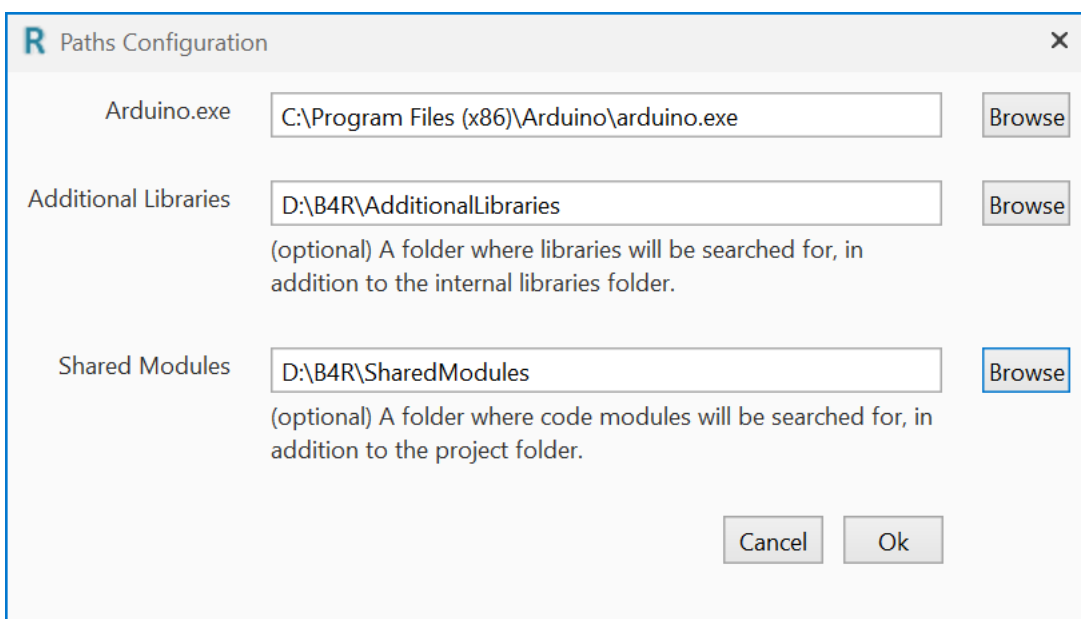 R Paths Configuration
Arduino.exe C:\Program Files (x86)\Arduino\arduino.exe Browse
Additional Libraries D:\B4R\AdditionalLibraries Browse
(optional) A folder where libraries will be searched for, in
addition to the internal libraries folder.
Shared Modules D:\B4R\SharedModules Browse
(optional) A folder where code modules will be searched for, in
addition to the project folder.
Cancel Ok